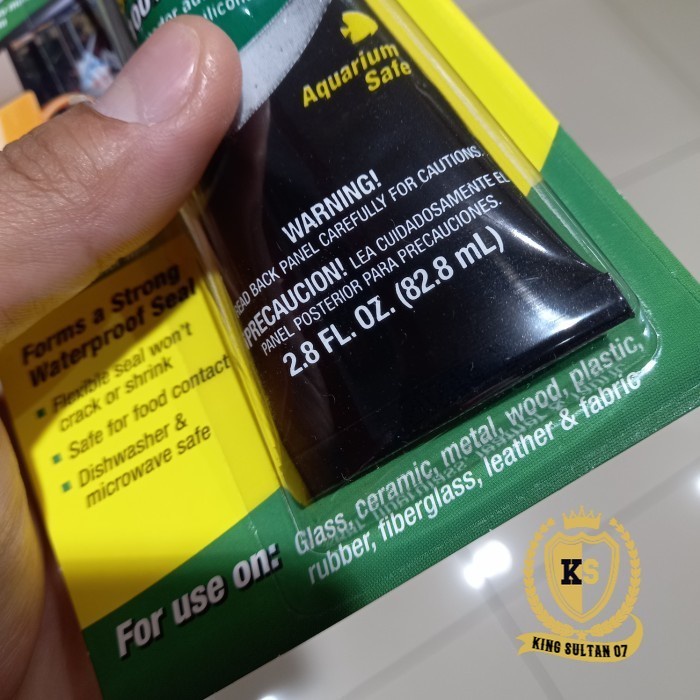 Aquarium
Safe
WARNING!
READ BACK PANEL CAREFULLY FOR CAUTIONS.
¡PRECAUCION! LEA CUIDADOSAMENTE EL
PANEL POSTERIOR PARA PRECAUCIONES.
2.8 FL. OZ. (82.8 mL)
Forms a Strong
Waterproof Seal
Flexible seal won't
crack or shrink
Safe for food contact
Dishwasher &
microwave safe
For use on:
Glass, ceramic, metal, wood, plastic,
rubber, fiberglass, leather & fabric
KS
KING SULTAN 07